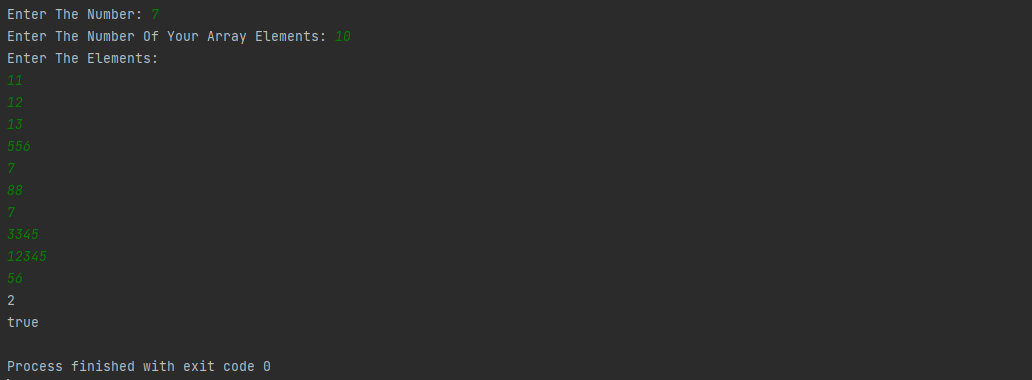 Enter The Number: 7
Enter The Number Of Your Array Elements: 10
Enter The Elements:
11
12
13
556
7
88
7
3345
12345
56
2
true
Process finished with exit code 0